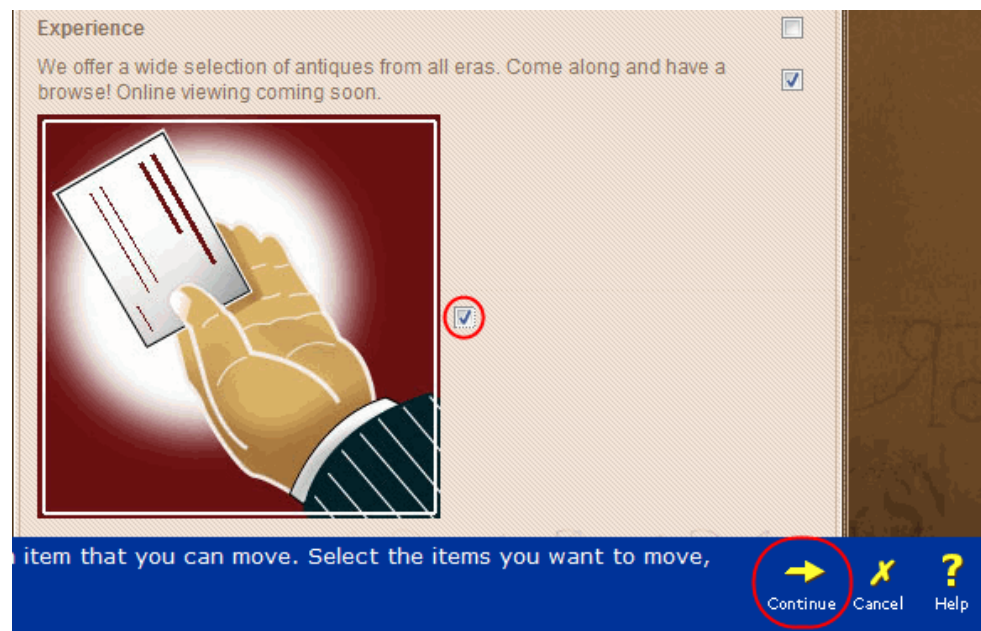 Experience
We offer a wide selection of antiques from all eras. Come along and have a
browse! Online viewing coming soon.
item that you can move. Select the items you want to move,
Continue Cancel Help